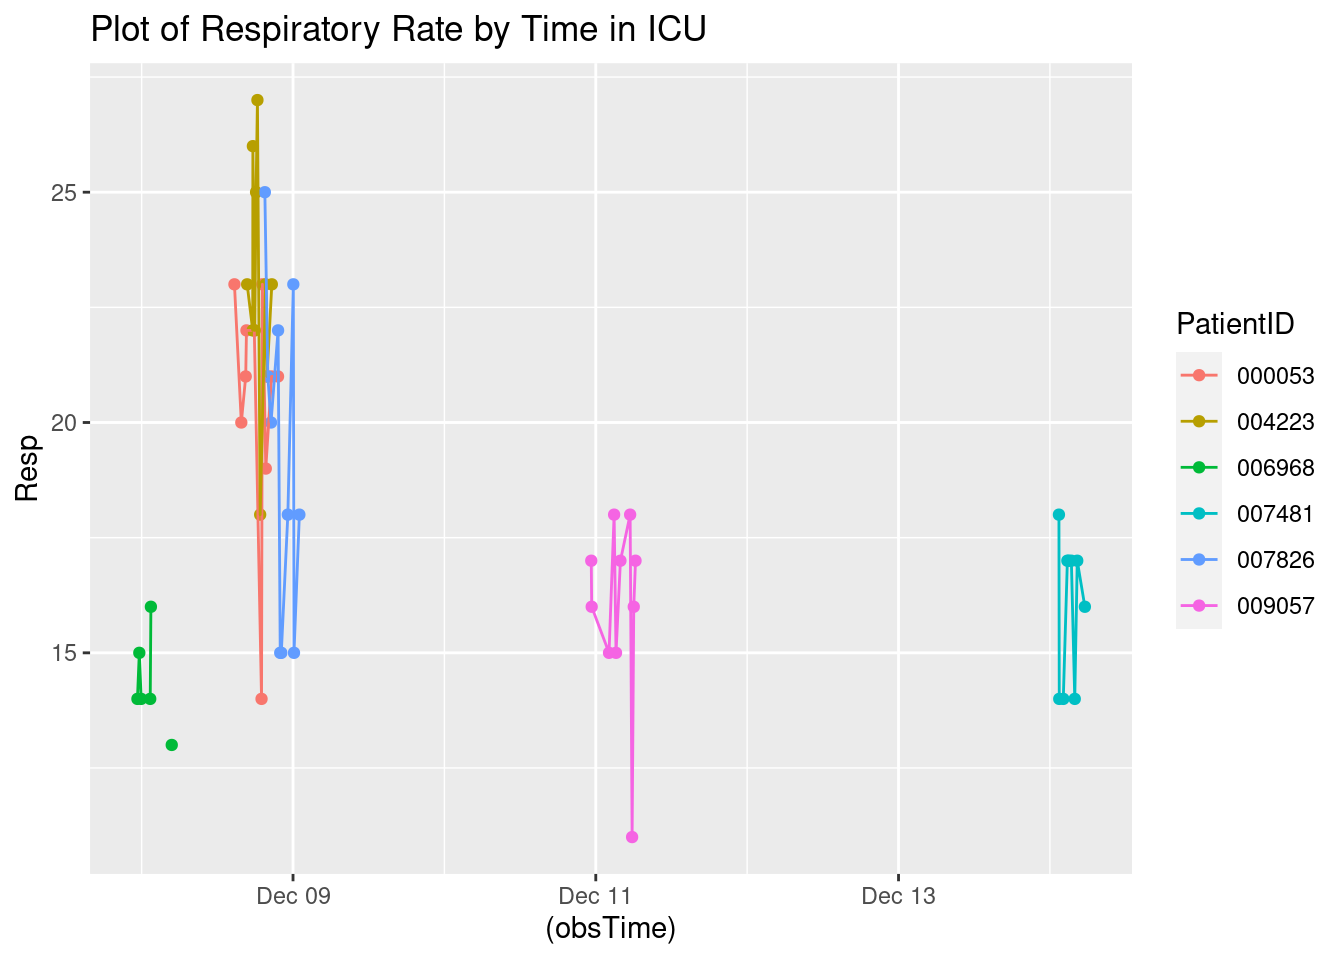 Plot of Respiratory Rate by Time in ICU
25
20
15
Resp
Dec 09
Dec 11
Dec 13
(obsTime)
PatientID
000053
004223
006968
007481
007826
009057